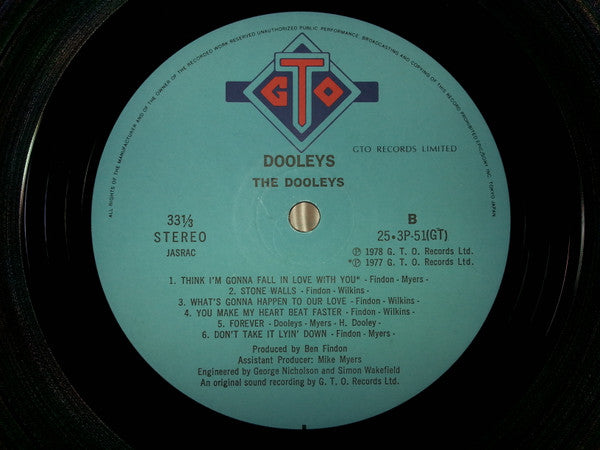 ALL RIGHTS OF THE MANUFACTURER AND OF THE OWNER OF THE RECORDED WORK RESERVED UNAUTHORIZED PUBLIC PERFORMANCE, BROADCASTING AND COPYING OF THIS RECORD PROHIBITED EPIC/SONY INC. TOKYO JAPAN
GTO
GTO RECORDS LIMITED
DOOLEYS
THE DOOLEYS
33⅓
STEREO
JASRAC
B
25•3P-51(GT)
Ⓟ 1978 G. T. O. Records Ltd.
*Ⓟ 1977 G. T. O. Records Ltd.
1. THINK I'M GONNA FALL IN LOVE WITH YOU* - Findon - Myers -
2. STONE WALLS - Findon - Wilkins -
3. WHAT'S GONNA HAPPEN TO OUR LOVE - Findon - Wilkins -
4. YOU MAKE MY HEART BEAT FASTER - Findon - Wilkins -
5. FOREVER - Dooleys - Myers - H. Dooley -
6. DON'T TAKE IT LYIN' DOWN - Findon - Myers -
Produced by Ben Findon
Assistant Producer: Mike Myers
Engineered by George Nicholson and Simon Wakefield
An original sound recording by G. T. O. Records Ltd.